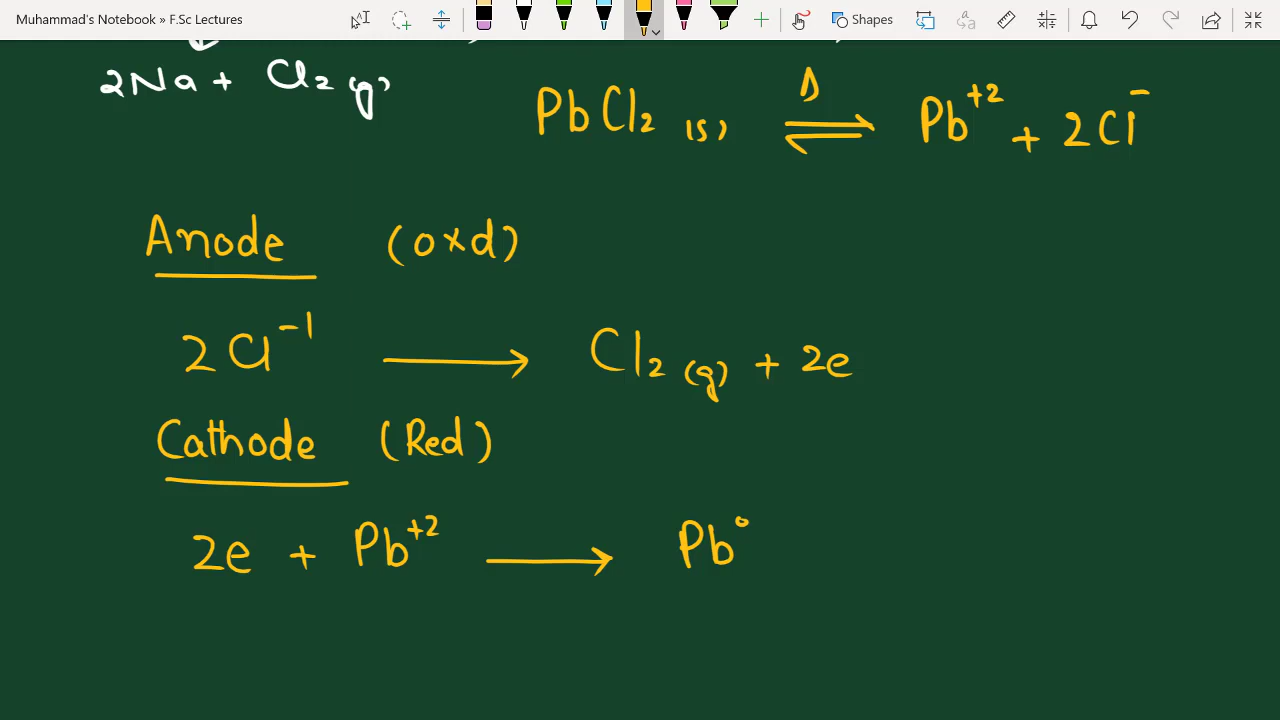 Muhammad's Notebook » F.Sc Lectures
Shapes
2Na + Cl₂ (g)
PbCl₂ (s) ⇌ Δ Pb⁺² + 2Cl⁻
Anode (oxd)
2Cl⁻¹ → Cl₂ (g) + 2e
Cathode (Red)
2e + Pb⁺² → Pb°